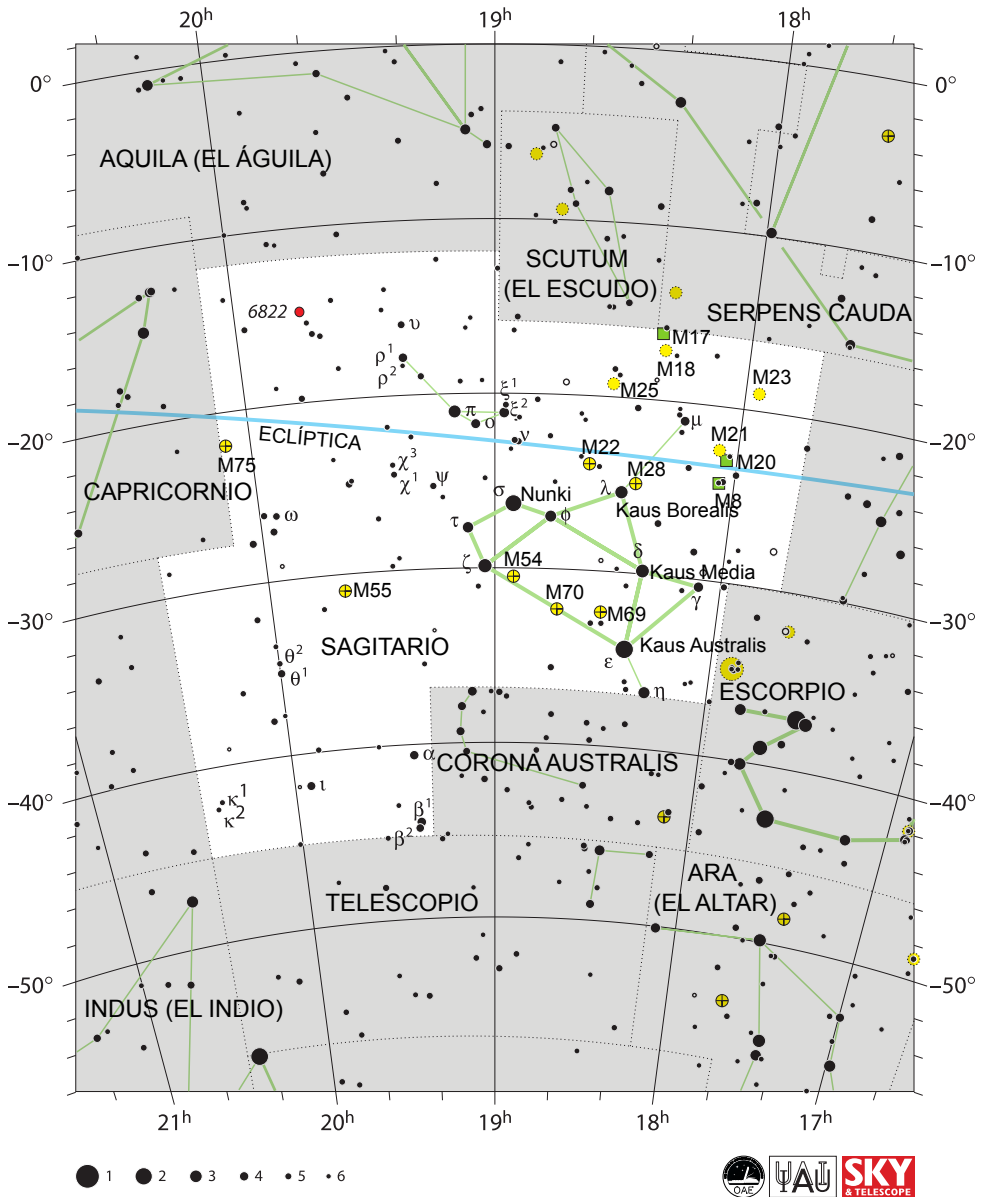 20h 19h 18h
0° 0°
AQUILA (EL ÁGUILA)
SCUTUM
(EL ESCUDO)
−10° −10°
6822
υ
SERPENS CAUDA
M17
M18
ρ1
ρ2
M25
M23
ξ1
ξ2
π
ο
μ
−20° −20°
ECLÍPTICA
ν
M21
M22
M20
M75
χ3
χ1
ψ
M28
M8
CAPRICORNIO
σ
Nunki
λ
Kaus Borealis
ω
τ
ϕ
ζ
M54
δ
Kaus Media
M55
M70
M69
γ
−30° −30°
SAGITARIO
Kaus Australis
ε
θ2
θ1
η
ESCORPIO
α
CORONA AUSTRALIS
ι
−40° −40°
κ1
κ2
β1
β2
ARA
(EL ALTAR)
TELESCOPIO
−50° −50°
INDUS (EL INDIO)
21h 20h 19h 18h 17h
1 2 3 4 5 6
OAE
IAU
SKY
& TELESCOPE